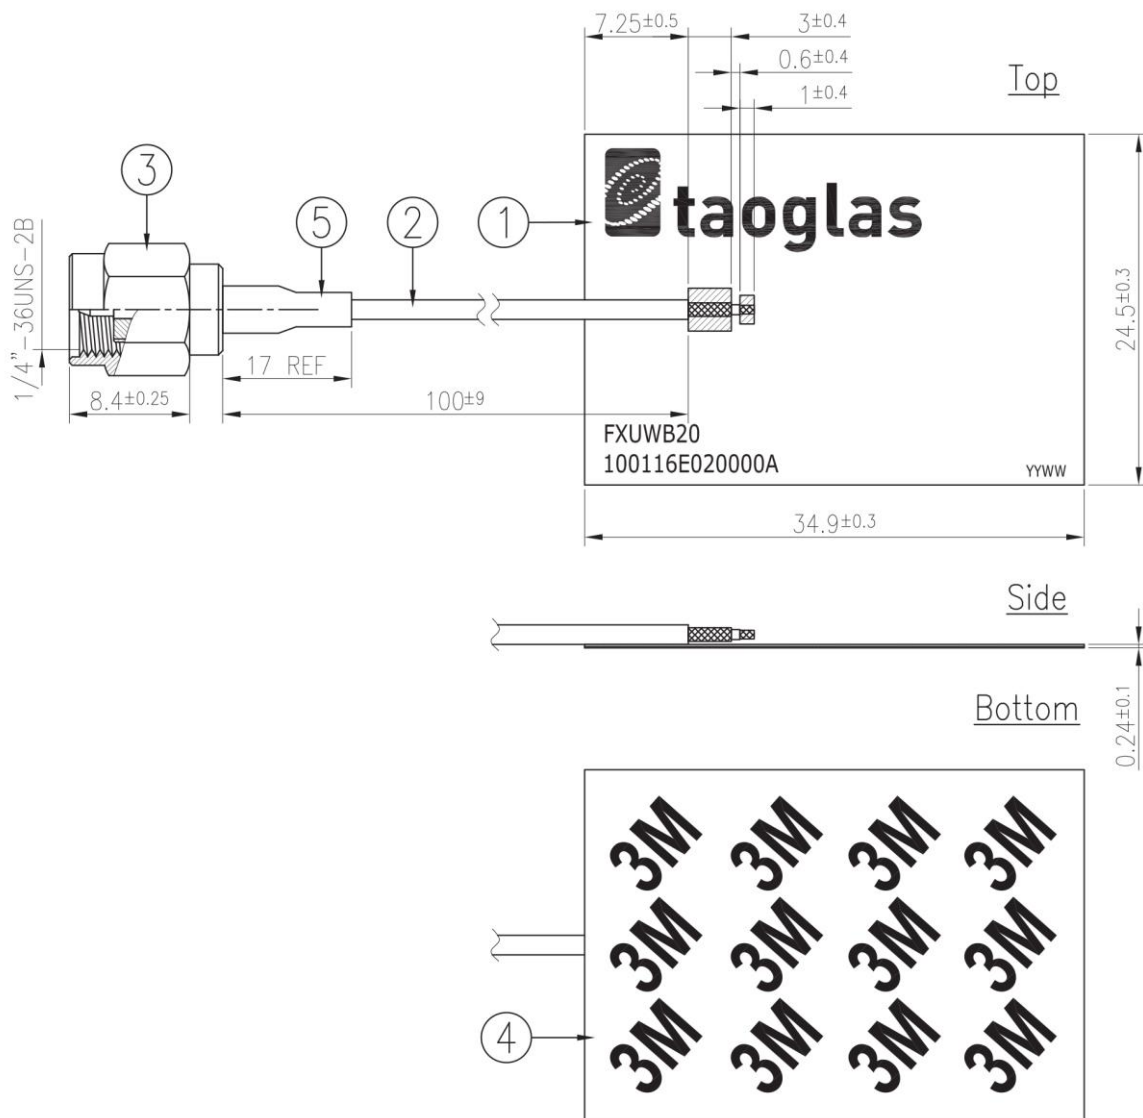 7.25±0.5
3±0.4
0.6±0.4
1±0.4
Top
3
5
2
1
taoglas
1/4"-36UNS-2B
24.5±0.3
17 REF
8.4±0.25
100±9
FXUWB20
100116E020000A
YYWW
34.9±0.3
Side
0.24±0.1
Bottom
3M 3M 3M 3M
3M 3M 3M 3M
3M 3M 3M 3M
4